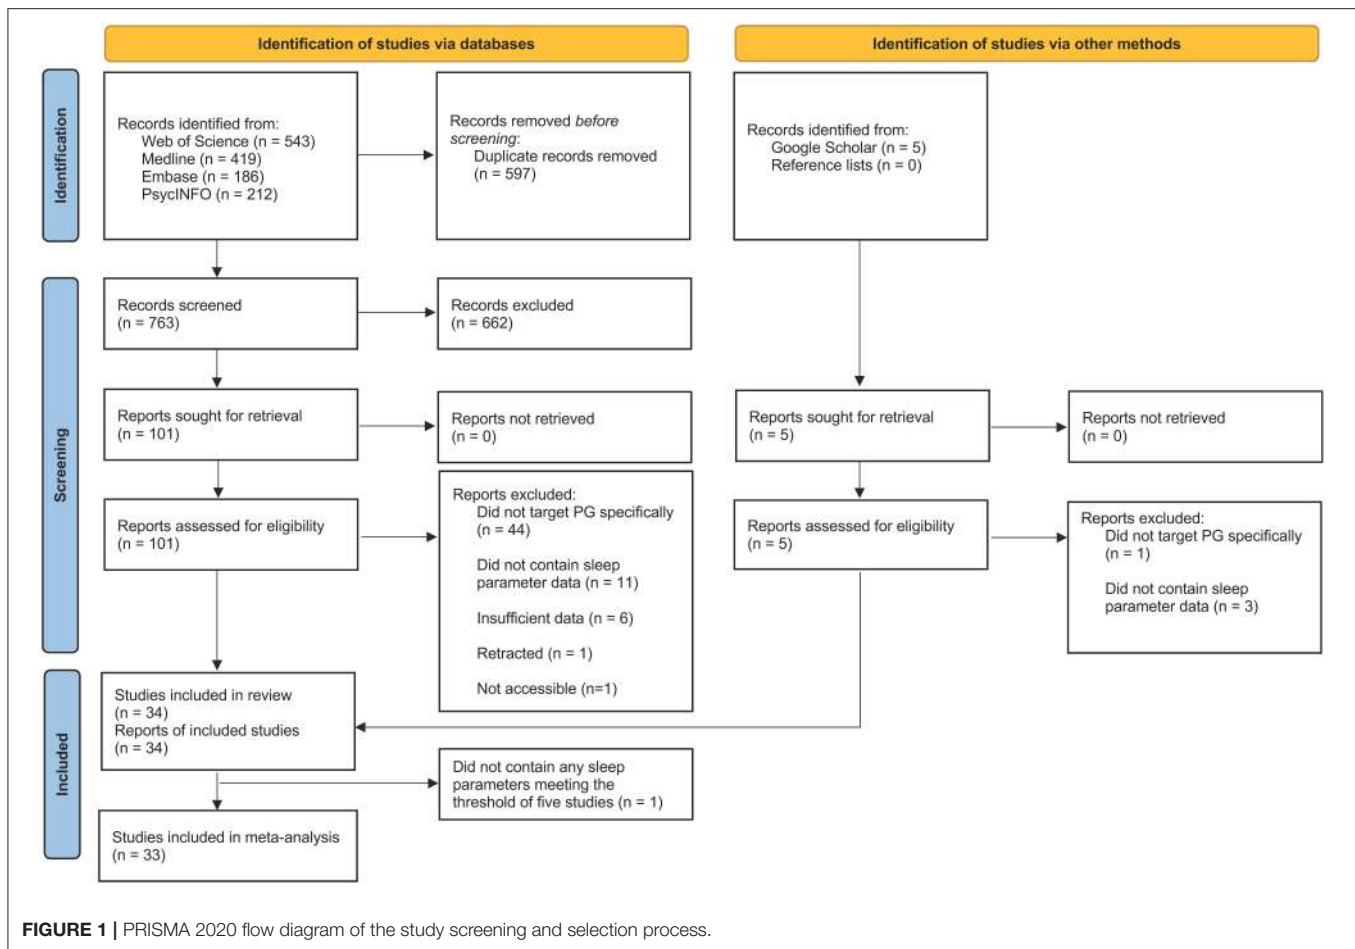 Identification of studies via databases
Identification of studies via other methods
Identification
Records identified from:
Web of Science (n = 543)
Medline (n = 419)
Embase (n = 186)
PsycINFO (n = 212)
Records removed before
screening:
Duplicate records removed
(n = 597)
Records identified from:
Google Scholar (n = 5)
Reference lists (n = 0)
Screening
Records screened
(n = 763)
Records excluded
(n = 662)
Reports sought for retrieval
(n = 101)
Reports not retrieved
(n = 0)
Reports sought for retrieval
(n = 5)
Reports not retrieved
(n = 0)
Reports assessed for eligibility
(n = 101)
Reports excluded:
Did not target PG specifically
(n = 44)
Did not contain sleep
parameter data (n = 11)
Insufficient data (n = 6)
Retracted (n = 1)
Not accessible (n=1)
Reports assessed for eligibility
(n = 5)
Reports excluded:
Did not target PG specifically
(n = 1)
Did not contain sleep
parameter data (n = 3)
Included
Studies included in review
(n = 34)
Reports of included studies
(n = 34)
Did not contain any sleep
parameters meeting the
threshold of five studies (n = 1)
Studies included in meta-analysis
(n = 33)
FIGURE 1 | PRISMA 2020 flow diagram of the study screening and selection process.